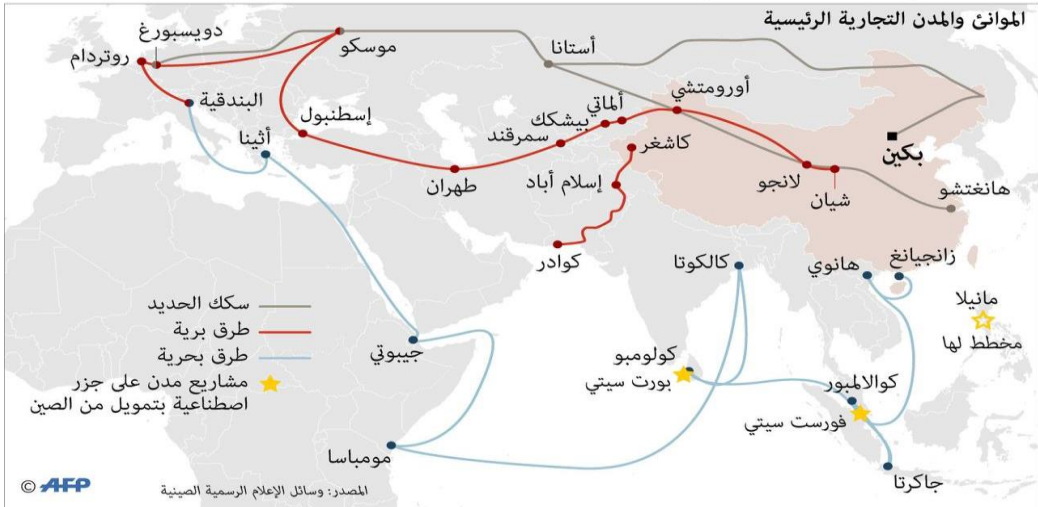 الموانئ والمدن التجارية الرئيسية
دويسبورغ
روتردام
موسكو
أستانا
البندقية
أثينا
إسطنبول
طهران
سمرقند
بيشكك
ألماتي
أورومتشي
كاشغر
إسلام أباد
كوادر
بكين
لانجو
شيان
هانغتشو
كالكوتا
هانوي
زانجيانغ
مانيلا
مخطط لها
كولومبو
بورت سيتي
كوالالمبور
فورست سيتي
جاكرتا
جيبوتي
مومباسا
سكك الحديد
طرق برية
طرق بحرية
مشاريع مدن على جزر
اصطناعية بتمويل من الصين
المصدر: وسائل الإعلام الرسمية الصينية
© AFP